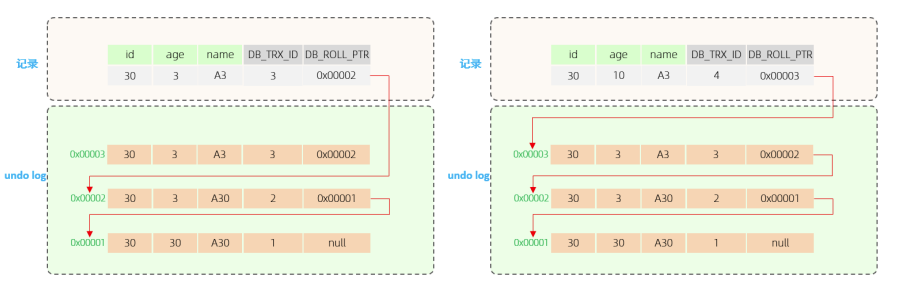 记录
id age name DB_TRX_ID DB_ROLL_PTR
30 3 A3 3 0x00002
undo log
0x00003 30 3 A3 3 0x00002
0x00002 30 3 A30 2 0x00001
0x00001 30 30 A30 1 null
记录
id age name DB_TRX_ID DB_ROLL_PTR
30 10 A3 4 0x00003
undo log
0x00003 30 3 A3 3 0x00002
0x00002 30 3 A30 2 0x00001
0x00001 30 30 A30 1 null